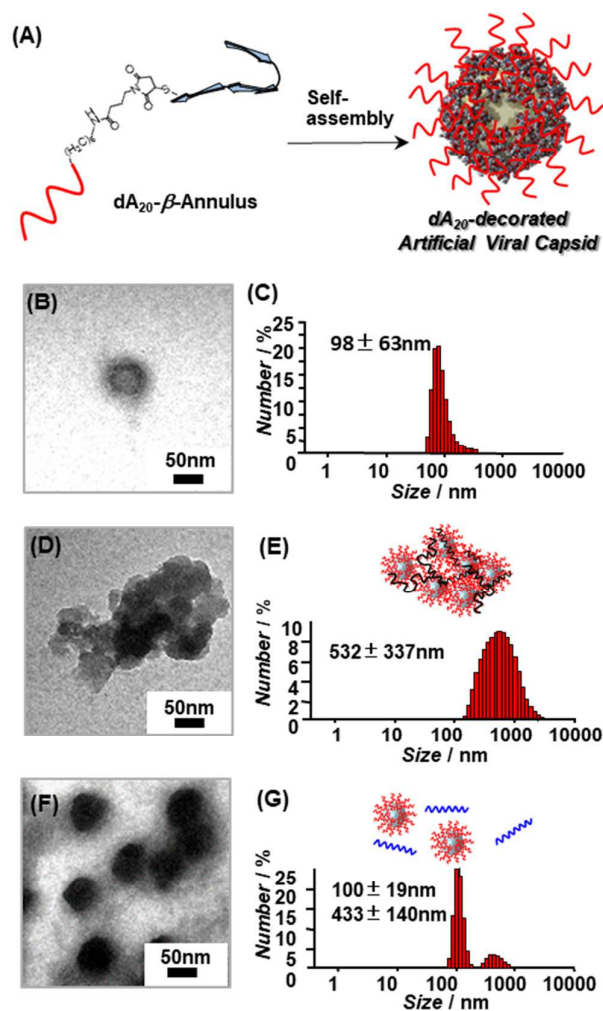 (A)
O
N
S
O
H
N
O
(H₂C)₆
dA₂₀-β-Annulus
Self-
assembly
dA₂₀-decorated
Artificial Viral Capsid
(B)
50nm
(C)
Number / %
25
20
15
10
5
0
98 ± 63nm
1 10 100 1000 10000
Size / nm
(D)
50nm
(E)
Number / %
10
8
6
4
2
0
532 ± 337nm
1 10 100 1000 10000
Size / nm
(F)
50nm
(G)
Number / %
25
20
15
10
5
0
100 ± 19nm
433 ± 140nm
1 10 100 1000 10000
Size / nm